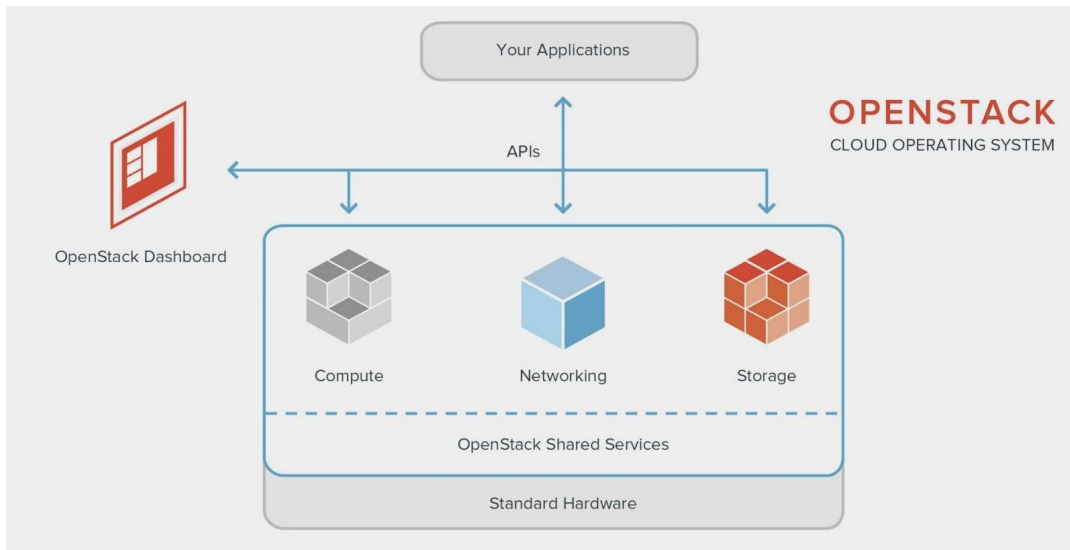 Your Applications
OPENSTACK
CLOUD OPERATING SYSTEM
APIs
OpenStack Dashboard
Compute
Networking
Storage
OpenStack Shared Services
Standard Hardware